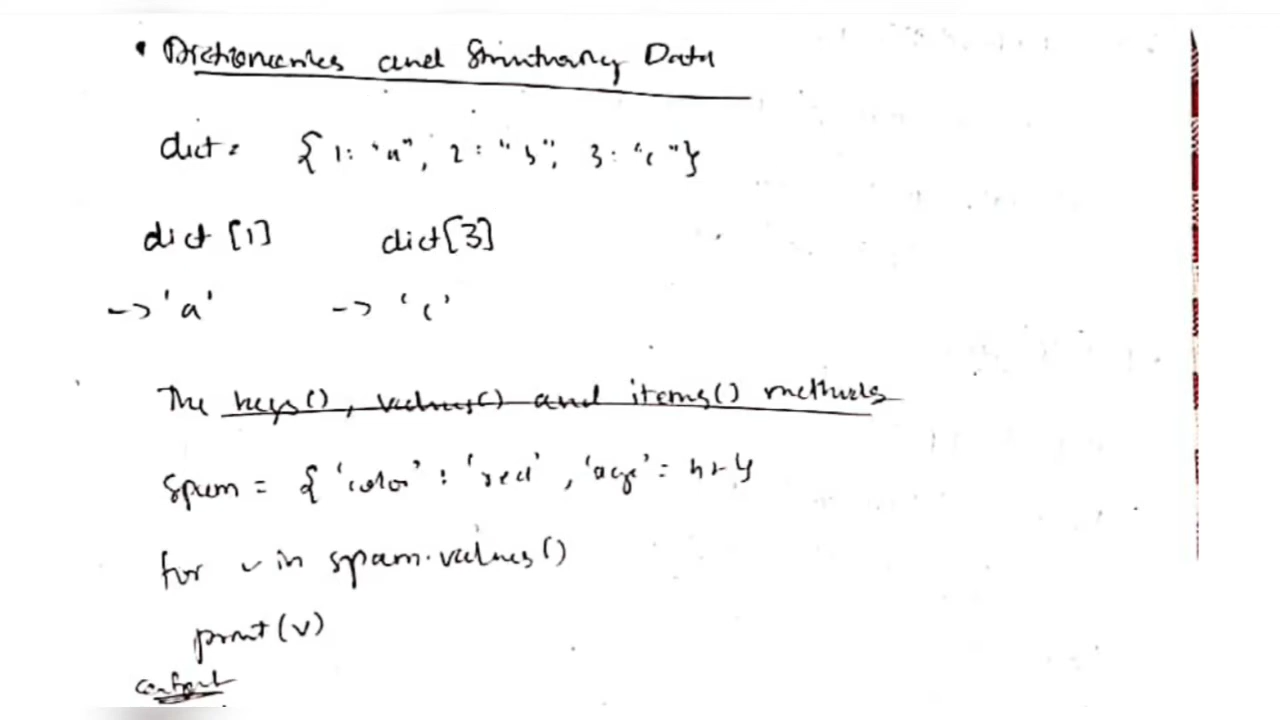 • Dictionaries and Structuring Data
dict = {1: "a", 2: "b", 3: "c"}
dict [1] dict[3]
-> 'a' -> 'c'
The keys(), values() and items() methods
spam = { 'color' : 'red', 'age' : 42 }
for v in spam.values()
print(v)
output